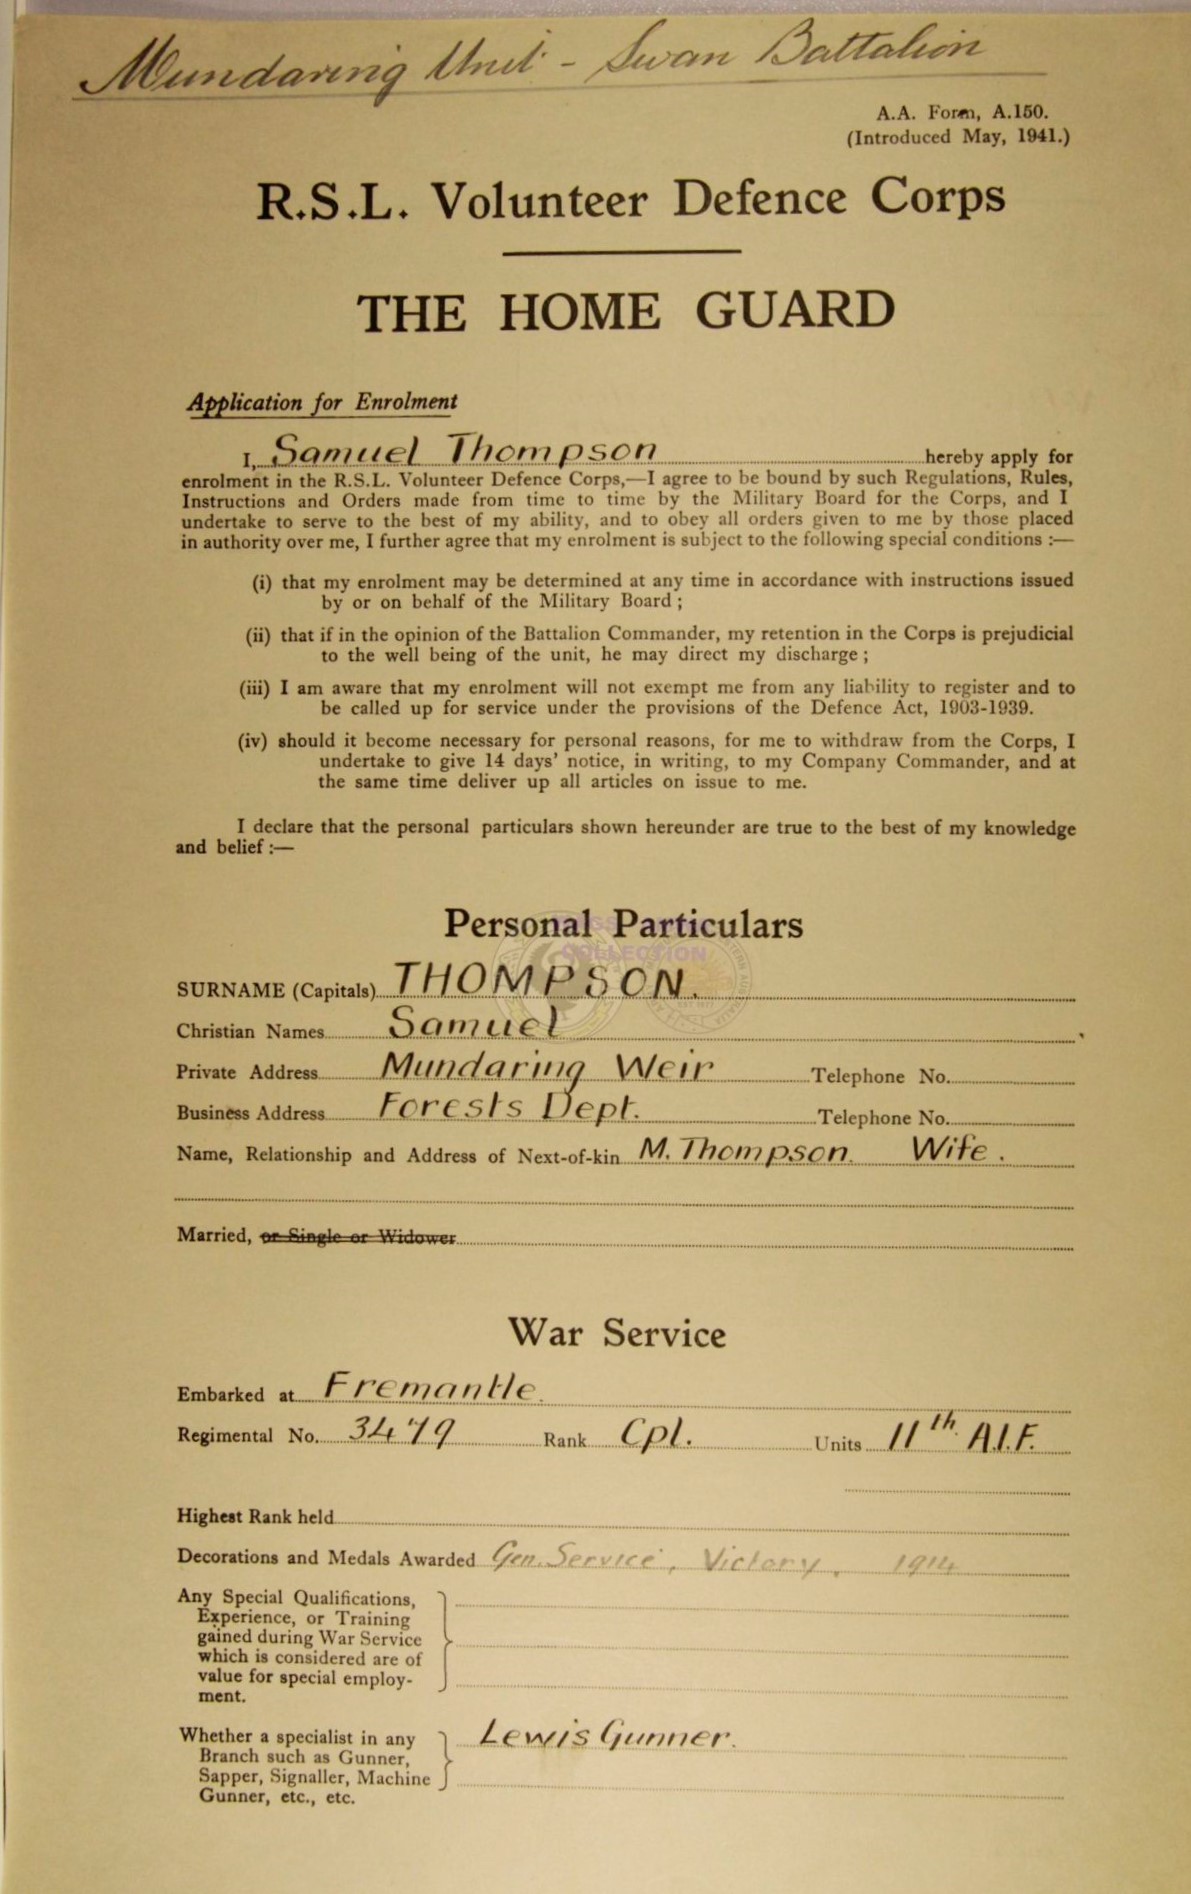 Mundaring Unit - Swan Battalion
A.A. Form, A.150.
(Introduced May, 1941.)
R.S.L. Volunteer Defence Corps
THE HOME GUARD
Application for Enrolment
I, Samuel Thompson hereby apply for
enrolment in the R.S.L. Volunteer Defence Corps,—I agree to be bound by such Regulations, Rules,
Instructions and Orders made from time to time by the Military Board for the Corps, and I
undertake to serve to the best of my ability, and to obey all orders given to me by those placed
in authority over me, I further agree that my enrolment is subject to the following special conditions :—
(i) that my enrolment may be determined at any time in accordance with instructions issued
by or on behalf of the Military Board ;
(ii) that if in the opinion of the Battalion Commander, my retention in the Corps is prejudicial
to the well being of the unit, he may direct my discharge ;
(iii) I am aware that my enrolment will not exempt me from any liability to register and to
be called up for service under the provisions of the Defence Act, 1903-1939.
(iv) should it become necessary for personal reasons, for me to withdraw from the Corps, I
undertake to give 14 days' notice, in writing, to my Company Commander, and at
the same time deliver up all articles on issue to me.
I declare that the personal particulars shown hereunder are true to the best of my knowledge
and belief :—
Personal Particulars
COLLECTION
SURNAME (Capitals) THOMPSON.
Christian Names Samuel
Private Address Mundaring Weir Telephone No.
Business Address Forests Dept. Telephone No.
Name, Relationship and Address of Next-of-kin M. Thompson. Wife.
Married, or Single or Widower
War Service
Embarked at Fremantle.
Regimental No. 3479 Rank Cpl. Units 11th A.I.F.
Highest Rank held
Decorations and Medals Awarded Gen. Service, Victory, 1914
Any Special Qualifications,
Experience, or Training
gained during War Service
which is considered are of
value for special employ-
ment.
Whether a specialist in any Lewis Gunner.
Branch such as Gunner,
Sapper, Signaller, Machine
Gunner, etc., etc.